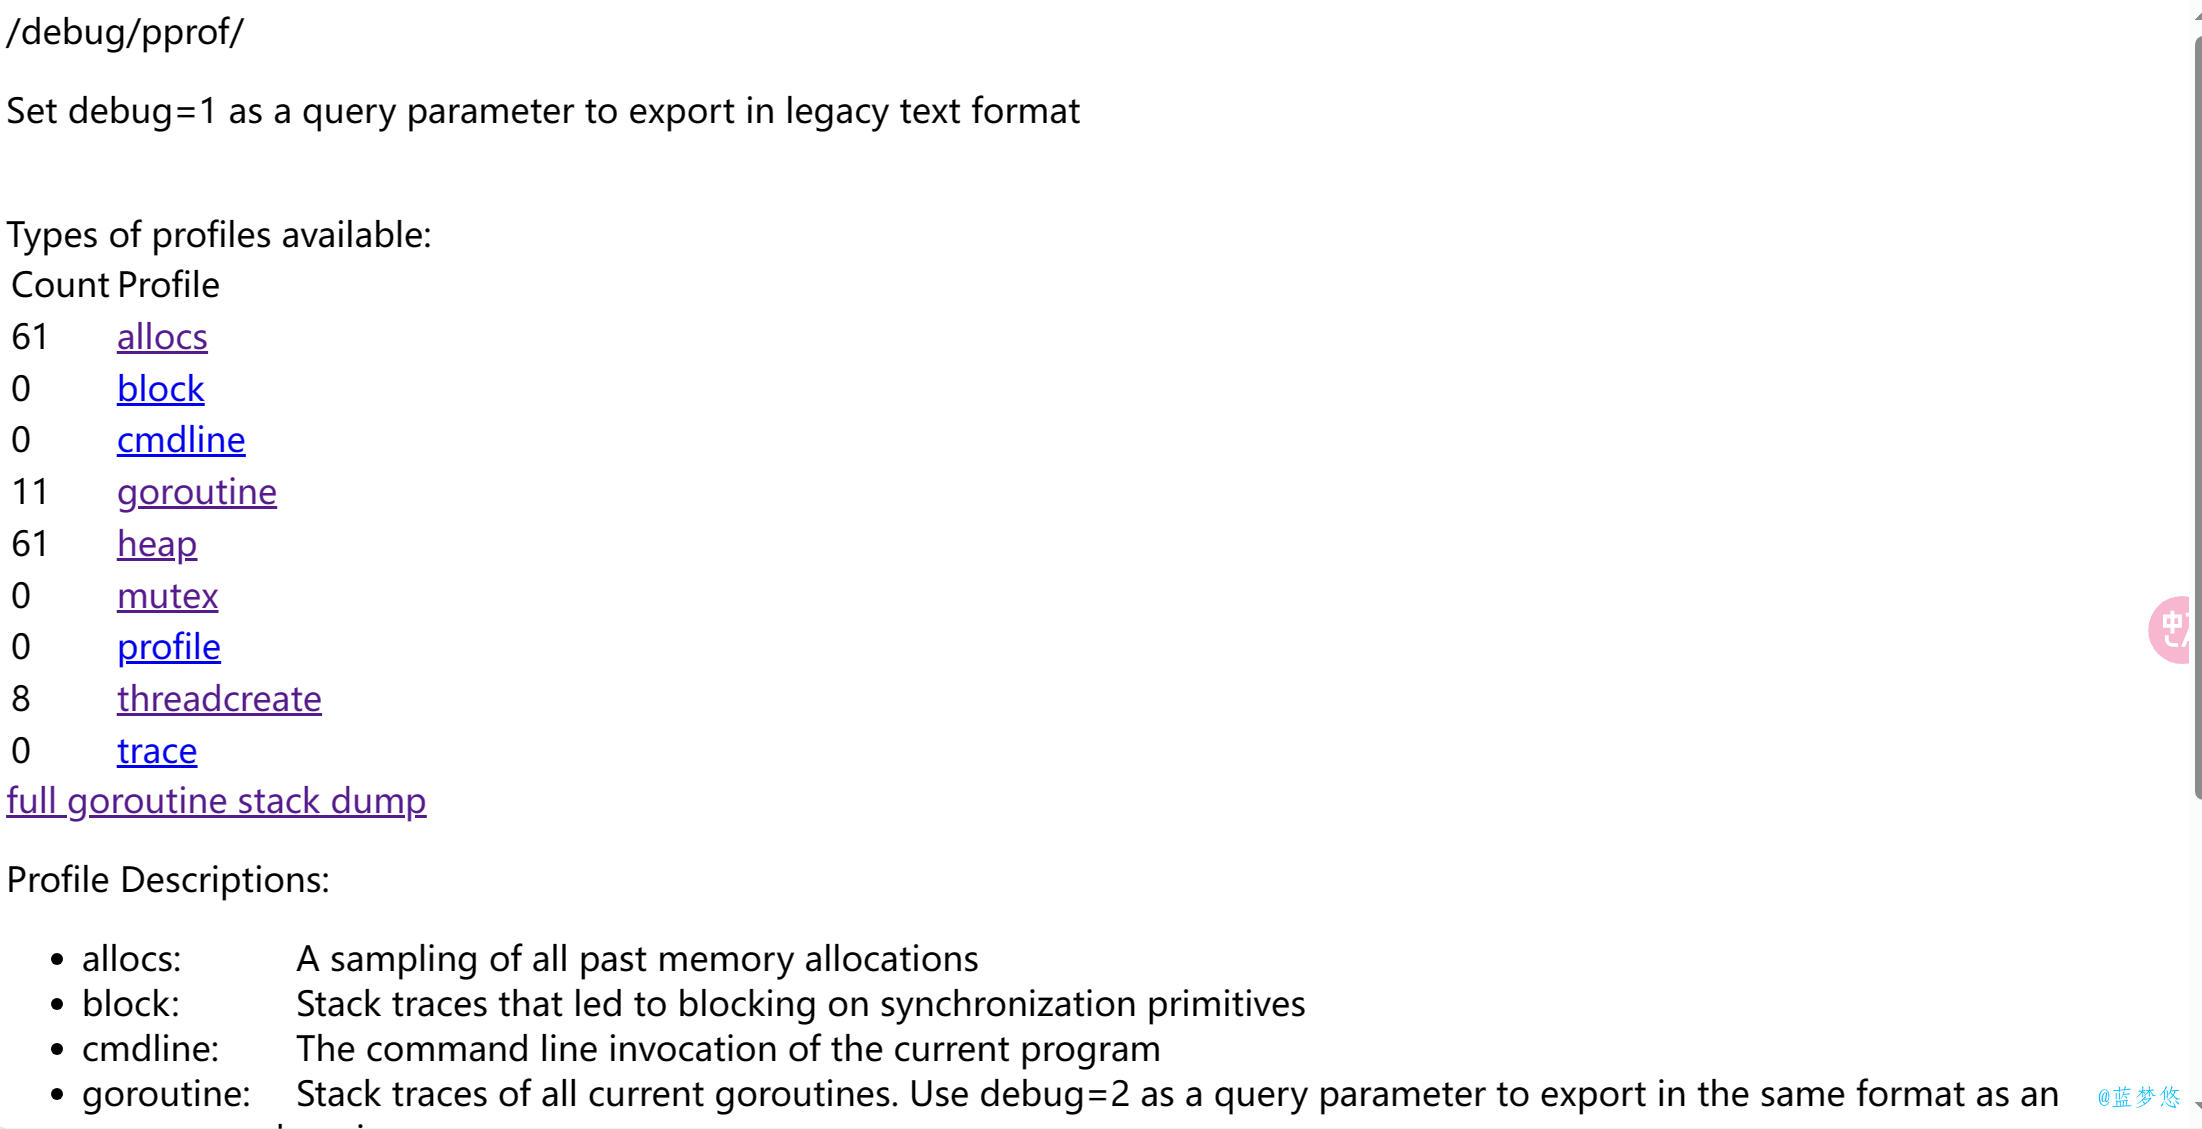 /debug/pprof/
Set debug=1 as a query parameter to export in legacy text format
Types of profiles available:
Count Profile
61 allocs
0 block
0 cmdline
11 goroutine
61 heap
0 mutex
0 profile
8 threadcreate
0 trace
full goroutine stack dump
Profile Descriptions:
• allocs: A sampling of all past memory allocations
• block: Stack traces that led to blocking on synchronization primitives
• cmdline: The command line invocation of the current program
• goroutine: Stack traces of all current goroutines. Use debug=2 as a query parameter to export in the same format as an
中
@蓝梦悠